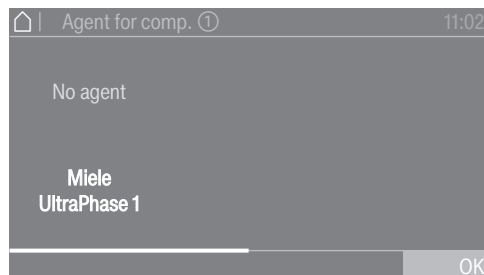 Agent for comp. ① 11:02
No agent
Miele
UltraPhase 1
OK